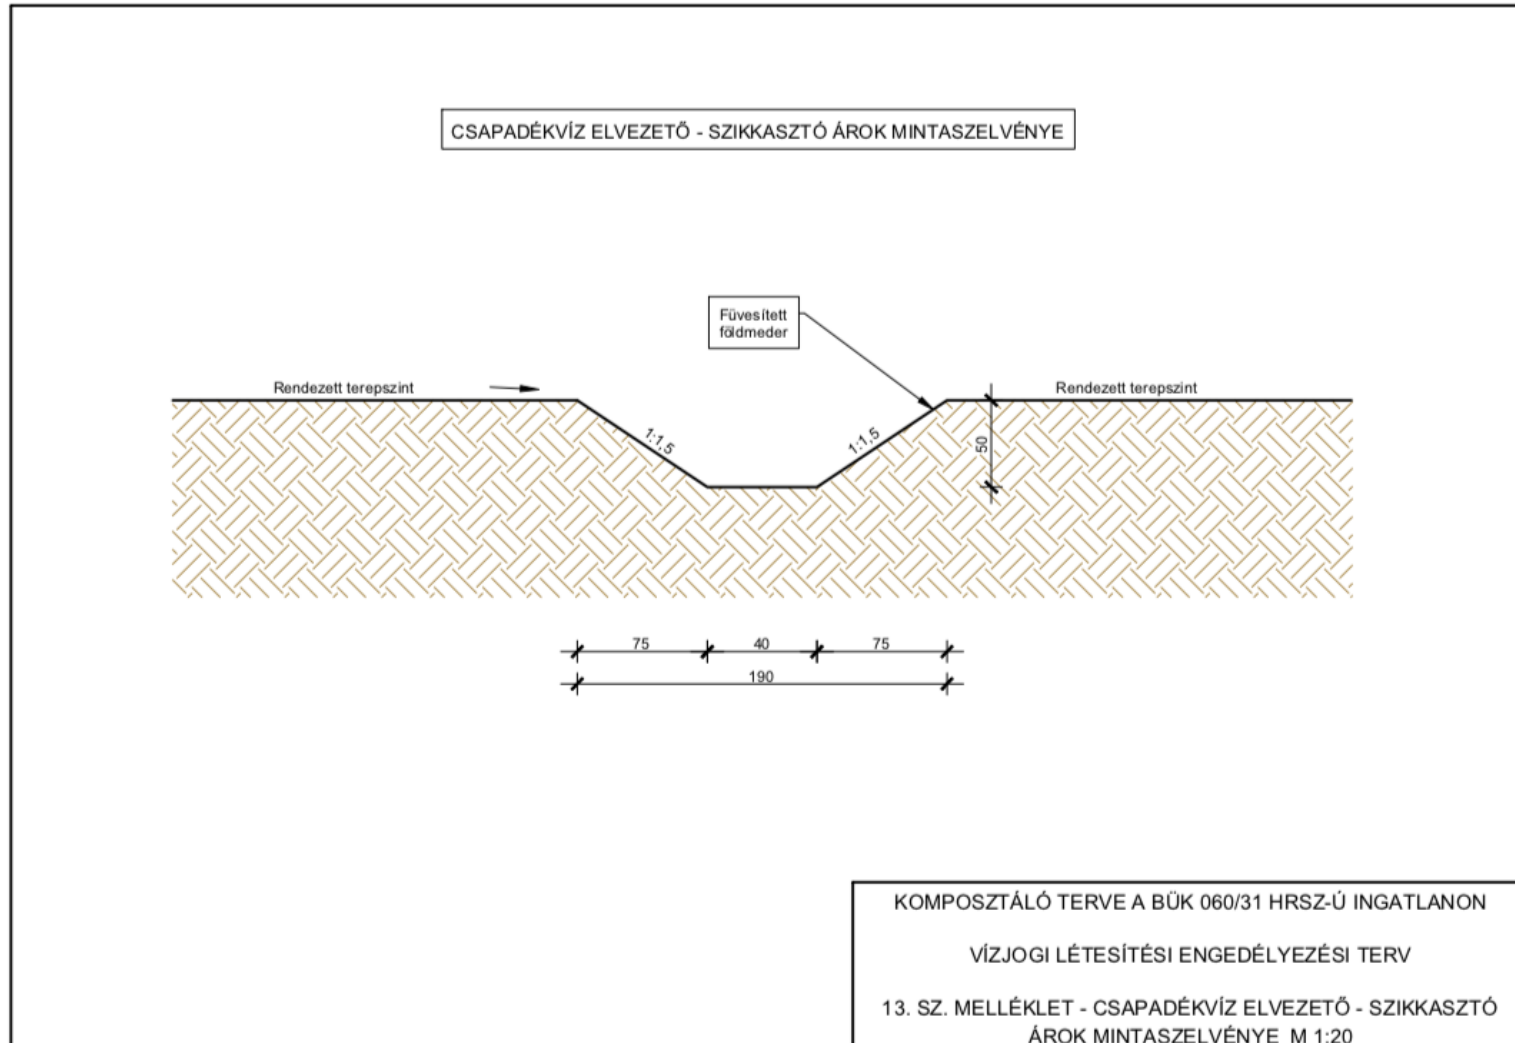 CSAPADÉKVÍZ ELVEZETŐ - SZIKKASZTÓ ÁROK MINTASZELVÉNYE
Füvesített
földmeder
Rendezett terepszint
Rendezett terepszint
1:1,5
1:1,5
50
75
40
75
190
KOMPOSZTÁLÓ TERVE A BÜK 060/31 HRSZ-Ú INGATLANON
VÍZJOGI LÉTESÍTÉSI ENGEDÉLYEZÉSI TERV
13. SZ. MELLÉKLET - CSAPADÉKVÍZ ELVEZETŐ - SZIKKASZTÓ
ÁROK MINTASZELVÉNYE M 1:20